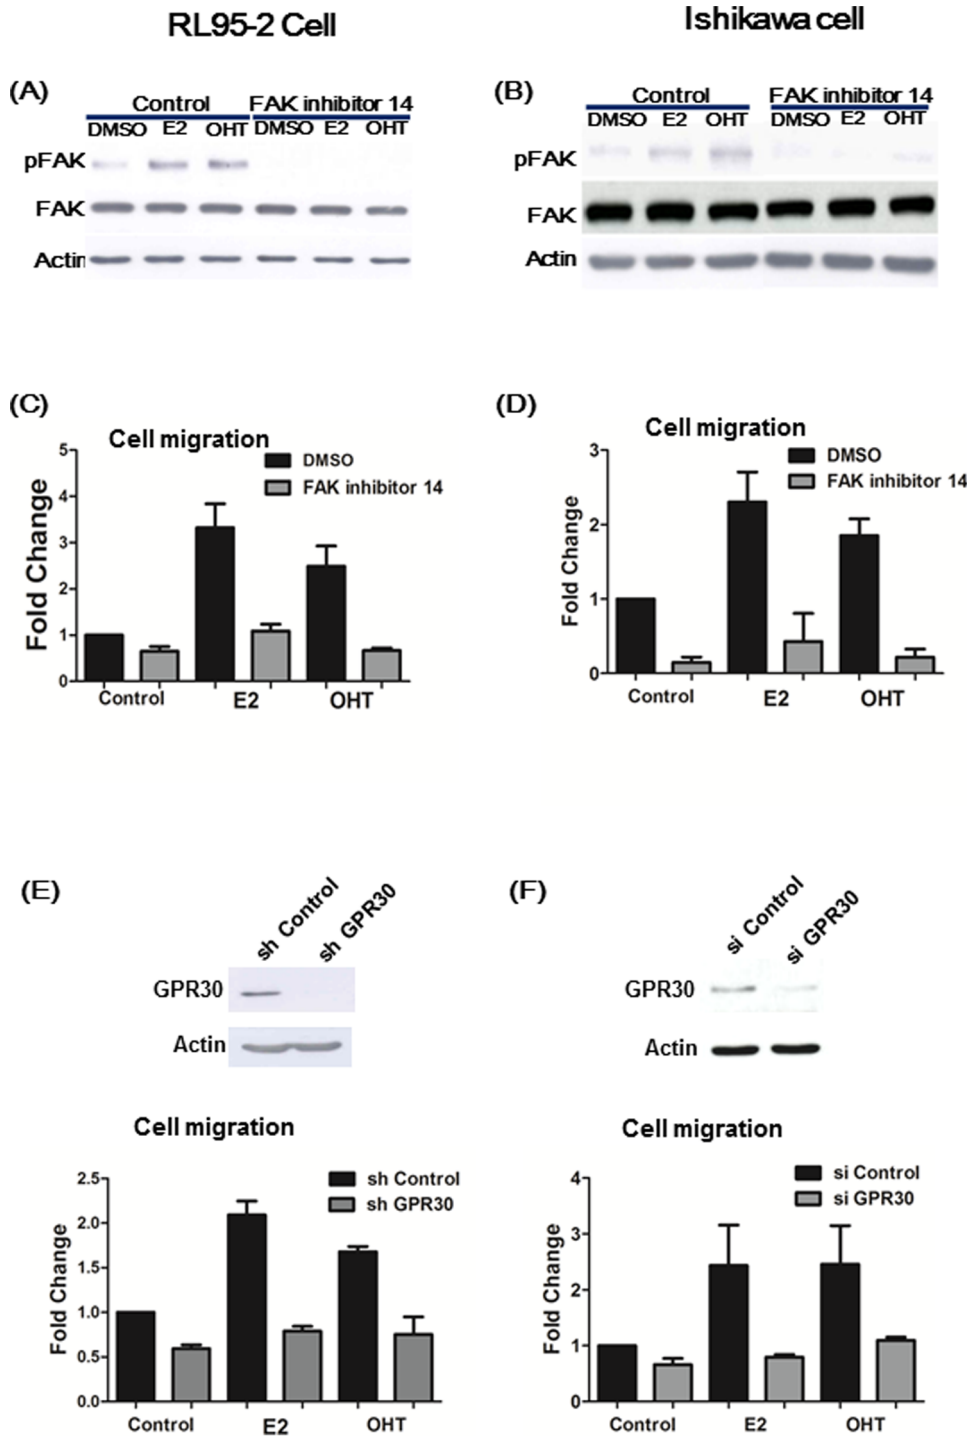 RL95-2 Cell
Ishikawa cell
(A)
Control
FAK inhibitor 14
DMSO E2 OHT DMSO E2 OHT
pFAK
FAK
Actin
(B)
Control
FAK inhibitor 14
DMSO E2 OHT DMSO E2 OHT
pFAK
FAK
Actin
(C)
Cell migration
DMSO
FAK inhibitor 14
Fold Change
5
4
3
2
1
0
Control E2 OHT
(D)
Cell migration
DMSO
FAK inhibitor 14
Fold Change
3
2
1
0
Control E2 OHT
(E)
sh Control
sh GPR30
GPR30
Actin
Cell migration
sh Control
sh GPR30
Fold Change
2.5
2.0
1.5
1.0
0.5
0.0
Control E2 OHT
(F)
si Control
si GPR30
GPR30
Actin
Cell migration
si Control
si GPR30
Fold Change
4
3
2
1
0
Control E2 OHT